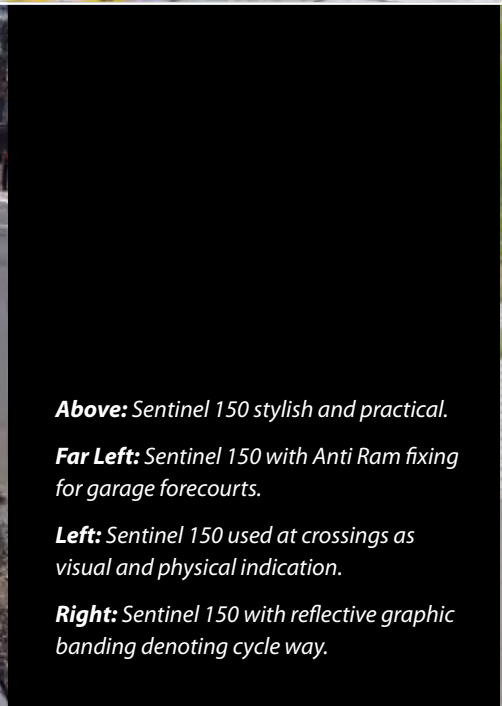 Above: Sentinel 150 stylish and practical.
Far Left: Sentinel 150 with Anti Ram fixing
for garage forecourts.
Left: Sentinel 150 used at crossings as
visual and physical indication.
Right: Sentinel 150 with reflective graphic
banding denoting cycle way.